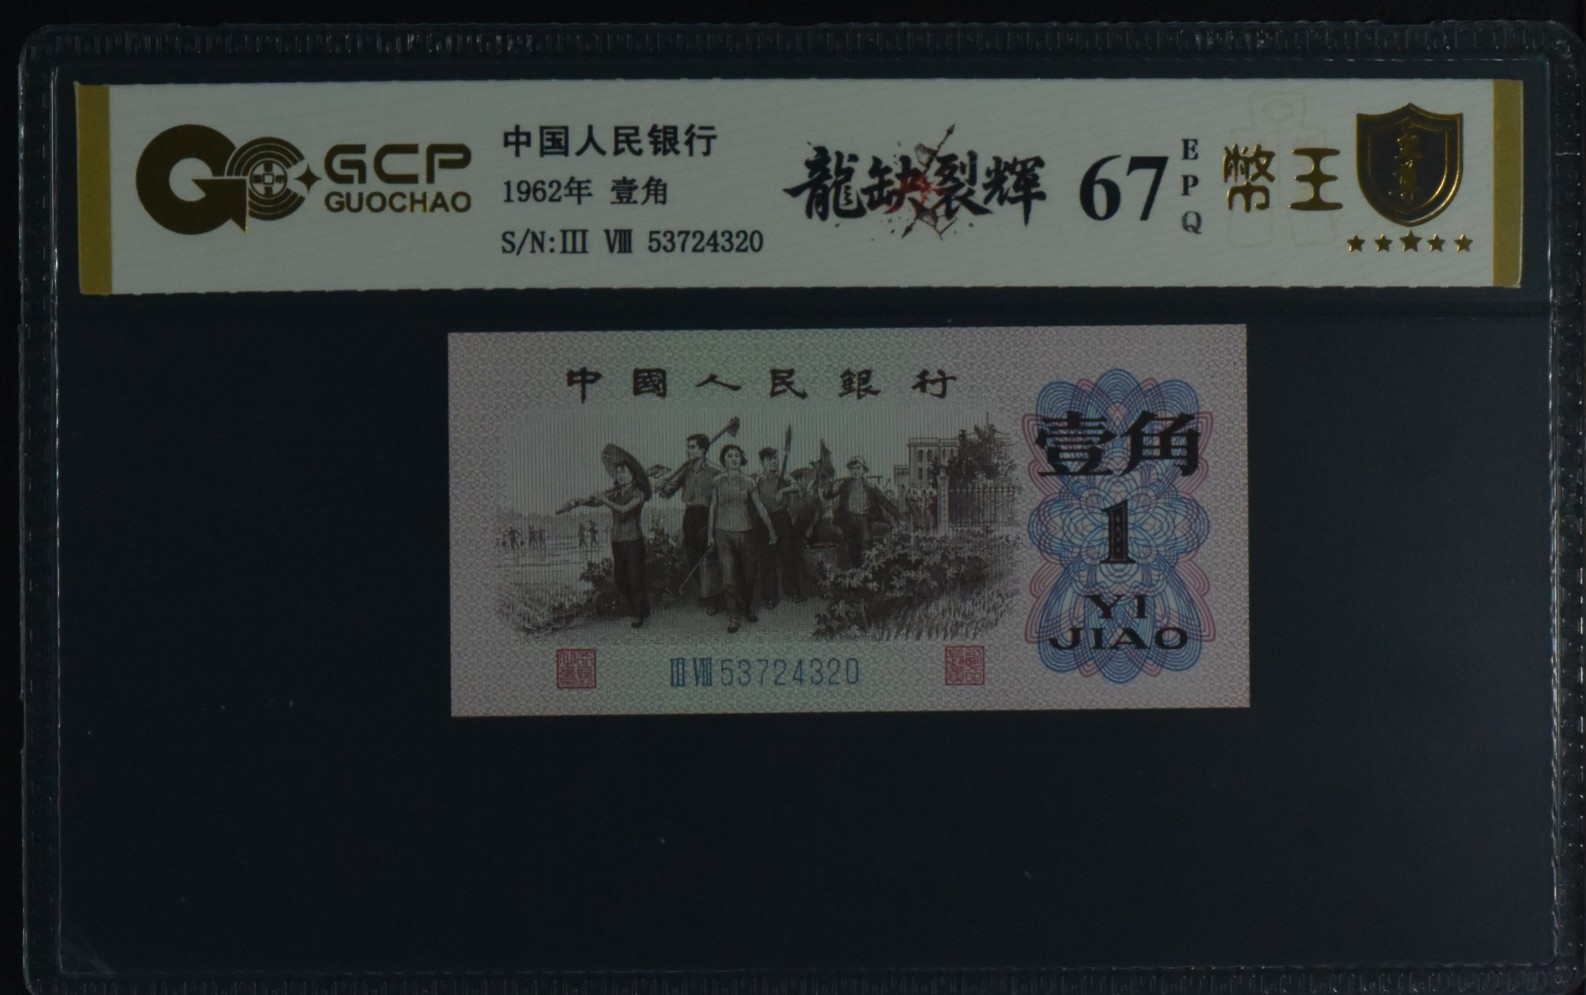 GCP
GUOCHAO
中国人民银行
1962年 壹角
S/N:III VIII 53724320
龍缺裂輝
67
EPQ
幣王
中國人民銀行
壹角
1
YI
JIAO
III VIII 53724320